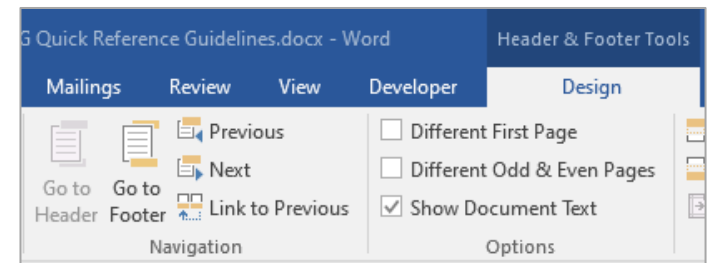 G Quick Reference Guidelines.docx - Word
Header & Footer Tools
Mailings Review View Developer Design
Go to Header
Go to Footer
Previous
Next
Link to Previous
Navigation
Different First Page
Different Odd & Even Pages
Show Document Text
Options